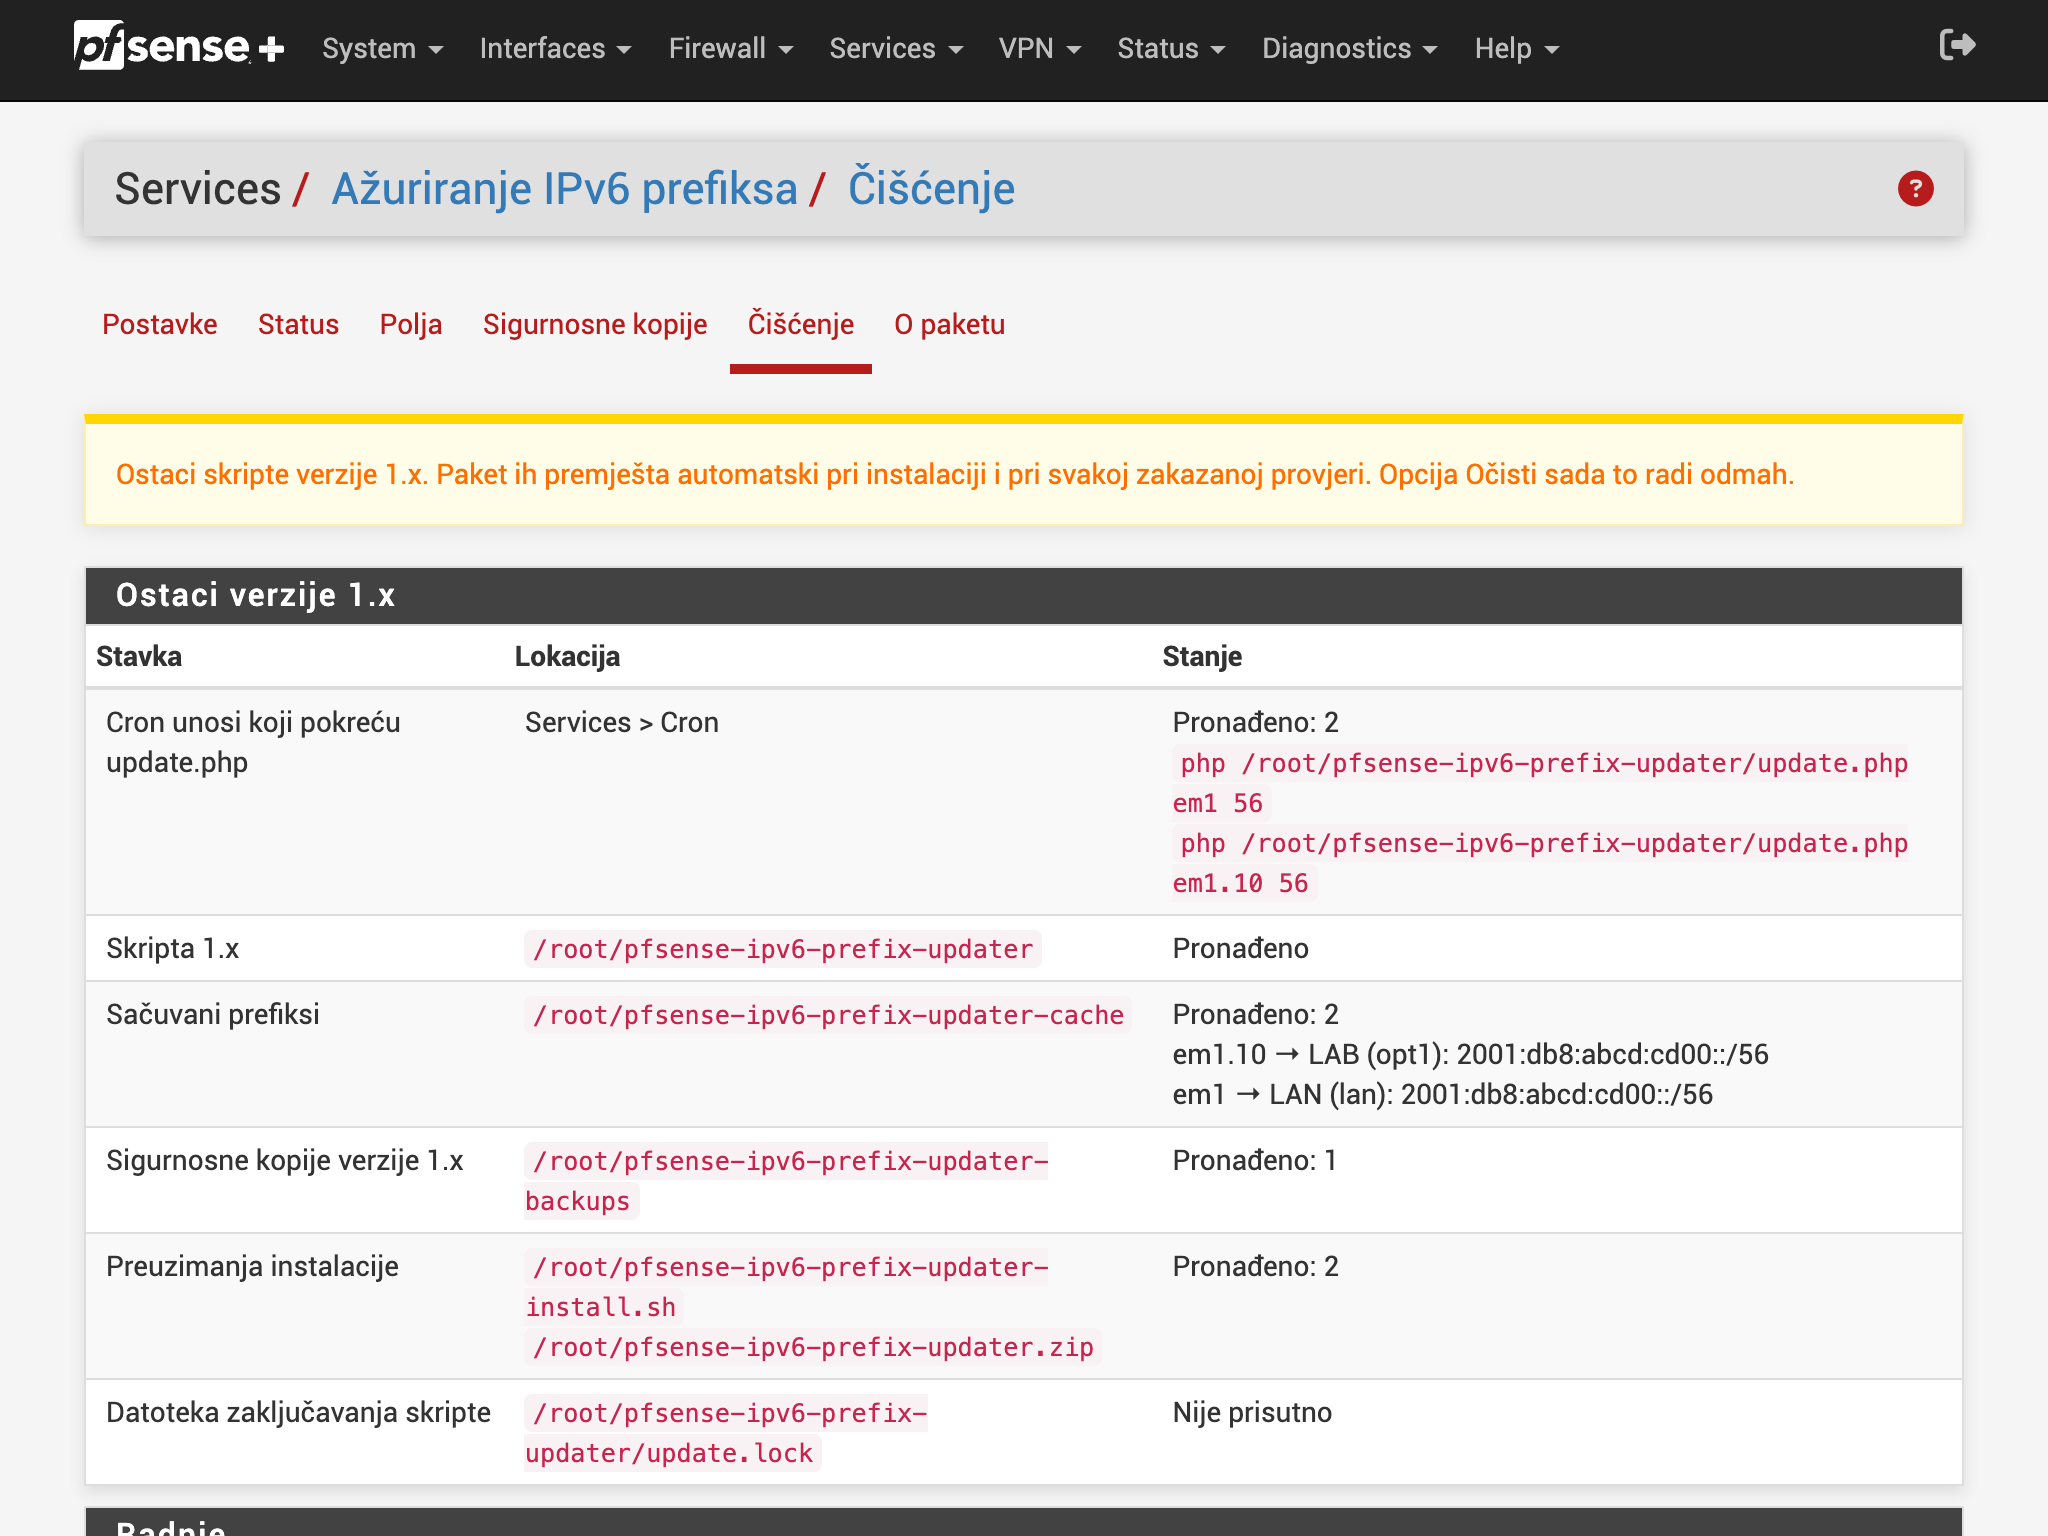 pfsense+ System Interfaces Firewall Services VPN Status Diagnostics Help
Services / Ažuriranje IPv6 prefiksa / Čišćenje ?
Postavke Status Polja Sigurnosne kopije Čišćenje O paketu
Ostaci skripte verzije 1.x. Paket ih premješta automatski pri instalaciji i pri svakoj zakazanoj provjeri. Opcija Očisti sada to radi odmah.
Ostaci verzije 1.x
Stavka Lokacija Stanje
Cron unosi koji pokreću
update.php
Services > Cron
Pronađeno: 2
php /root/pfsense-ipv6-prefix-updater/update.php
em1 56
php /root/pfsense-ipv6-prefix-updater/update.php
em1.10 56
Skripta 1.x
/root/pfsense-ipv6-prefix-updater
Pronađeno
Sačuvani prefiksi
/root/pfsense-ipv6-prefix-updater-cache
Pronađeno: 2
em1.10 → LAB (opt1): 2001:db8:abcd:cd00::/56
em1 → LAN (lan): 2001:db8:abcd:cd00::/56
Sigurnosne kopije verzije 1.x
/root/pfsense-ipv6-prefix-updater-
backups
Pronađeno: 1
Preuzimanja instalacije
/root/pfsense-ipv6-prefix-updater-
install.sh
/root/pfsense-ipv6-prefix-updater.zip
Pronađeno: 2
Datoteka zaključavanja skripte
/root/pfsense-ipv6-prefix-
updater/update.lock
Nije prisutno
Radnje